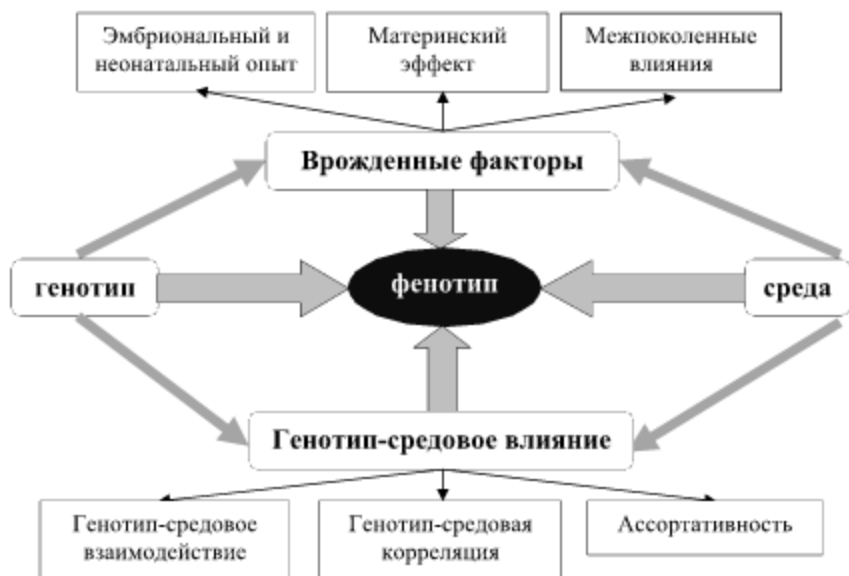 Эмбриональный и
неонатальный опыт
Материнский
эффект
Межпоколенные
влияния
Врожденные факторы
генотип
фенотип
среда
Генотип-средовое влияние
Генотип-средовое
взаимодействие
Генотип-средовая
корреляция
Ассортативность